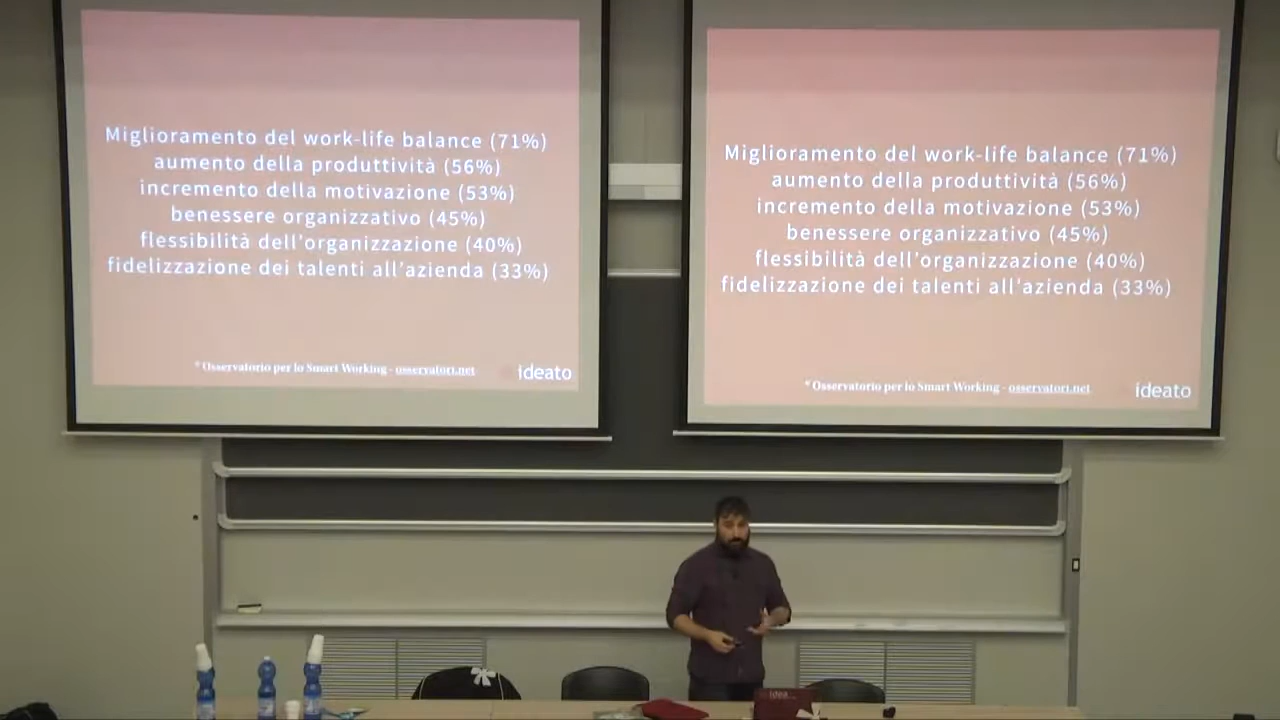 Miglioramento del work-life balance (71%)
aumento della produttività (56%)
incremento della motivazione (53%)
benessere organizzativo (45%)
flessibilità dell'organizzazione (40%)
fidelizzazione dei talenti all'azienda (33%)
* Osservatorio per lo Smart Working - osservatori.net
ideato
Miglioramento del work-life balance (71%)
aumento della produttività (56%)
incremento della motivazione (53%)
benessere organizzativo (45%)
flessibilità dell'organizzazione (40%)
fidelizzazione dei talenti all'azienda (33%)
* Osservatorio per lo Smart Working - osservatori.net
ideato